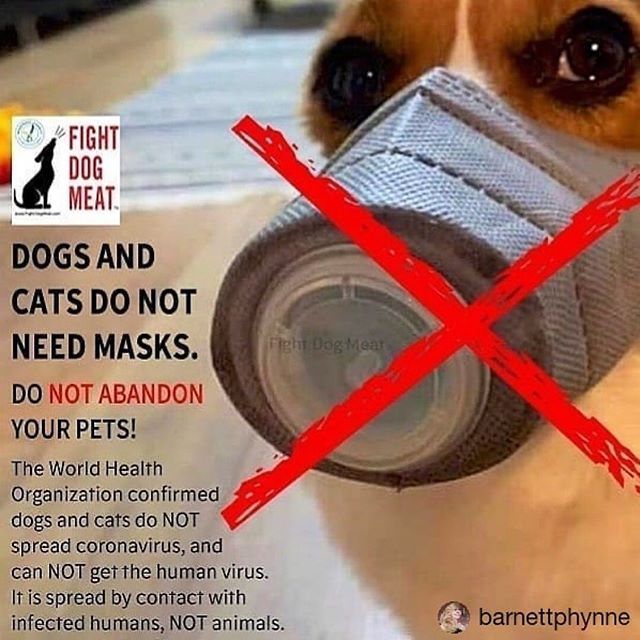 FIGHT
DOG
MEAT
DOGS AND
CATS DO NOT
NEED MASKS.
Fight Dog Meat
DO NOT ABANDON
YOUR PETS!
The World Health
Organization confirmed
dogs and cats do NOT
spread coronavirus, and
can NOT get the human virus.
It is spread by contact with
infected humans, NOT animals.
barnettphynne